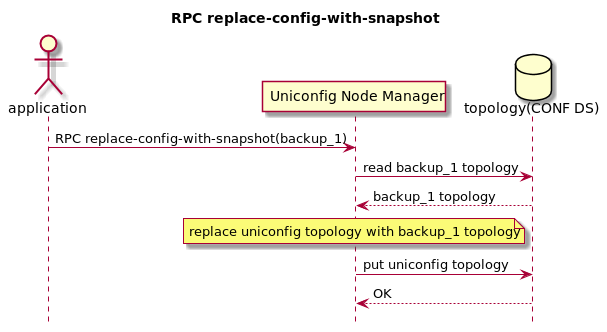 RPC replace-config-with-snapshot
application
Uniconfig Node Manager
topology(CONF DS)
RPC replace-config-with-snapshot(backup_1)
read backup_1 topology
backup_1 topology
replace uniconfig topology with backup_1 topology
put uniconfig topology
OK